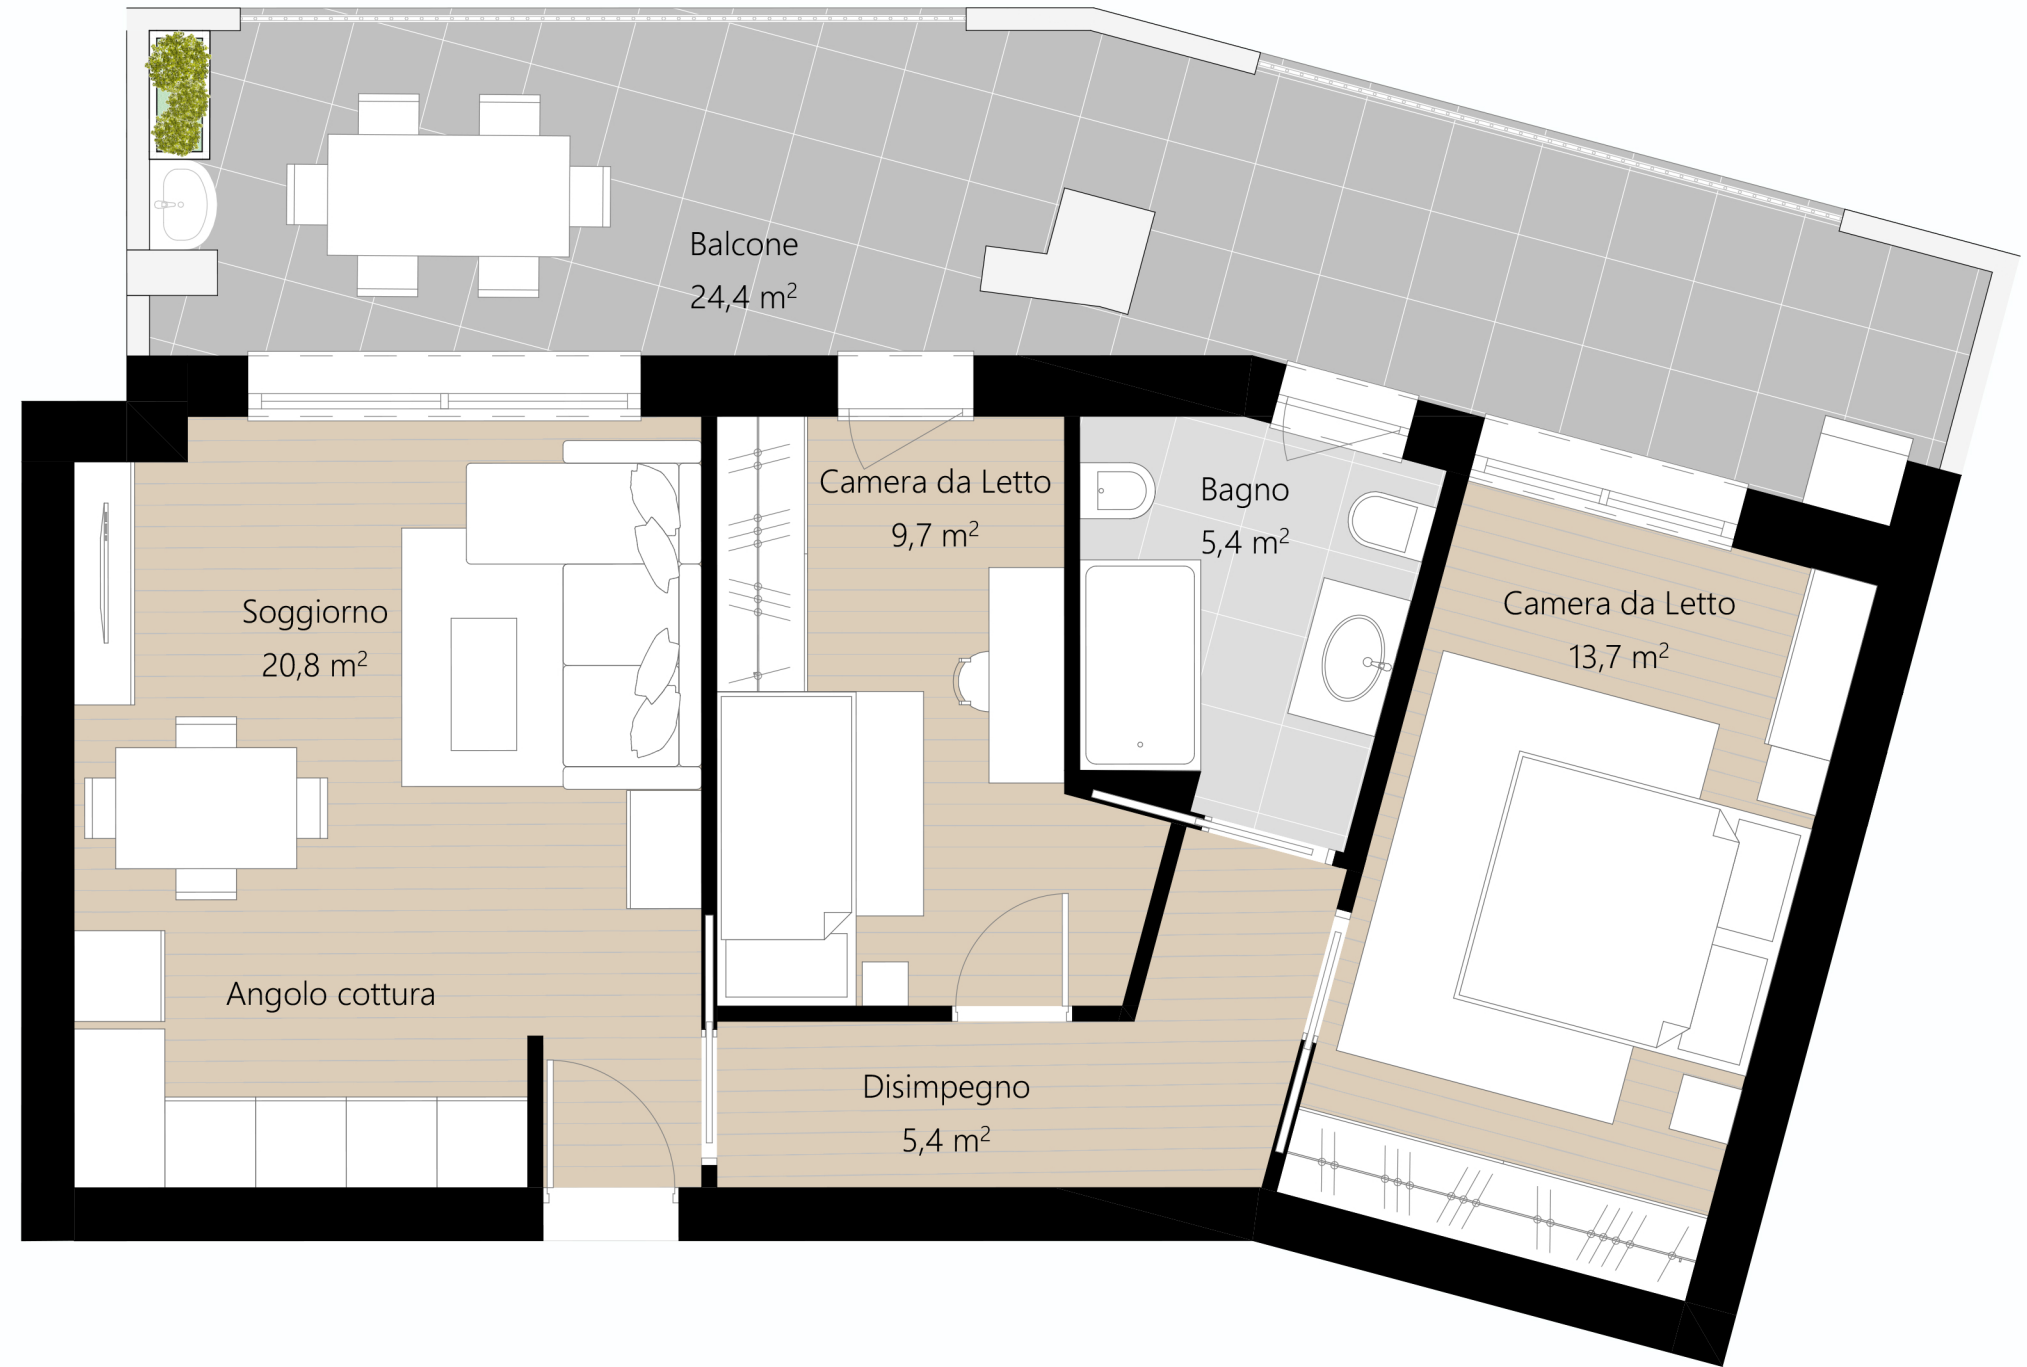 Balcone
24,4 m²
Camera da Letto
9,7 m²
Bagno
5,4 m²
Soggiorno
20,8 m²
Camera da Letto
13,7 m²
Angolo cottura
Disimpegno
5,4 m²